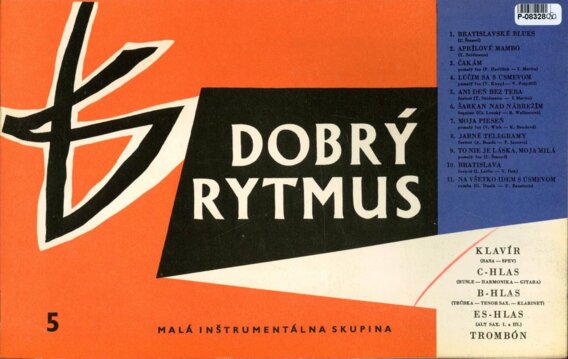 P-08328
DOBRÝ
RYTMUS
5
MALÁ INŠTRUMENTÁLNA SKUPINA
1. BRATISLAVSKÉ BLUES
2. APRÍLOVÉ MAMBO
3. ČAKÁM
4. LÚČIM SA S ÚSMEVOM
5. ANI DEŇ BEZ TEBA
6. ŠARKAN NAD NÁBREŽÍM
7. MOJA PIESEŇ
8. JARNÉ TELEGRAMY
9. TO NIE JE LÁSKA, MOJA MILÁ
10. BRATISLAVA
11. NA VŠETKO IDEM S ÚSMEVOM
KLAVÍR
(BASA — SPEV)
C-HLAS
(HUSLE — HARMONIKA — GITARA)
B-HLAS
(TRÚBKA — TENOR SAX. — KLARINET)
ES-HLAS
(ALT SAX. I. a III.)
TROMBÓN